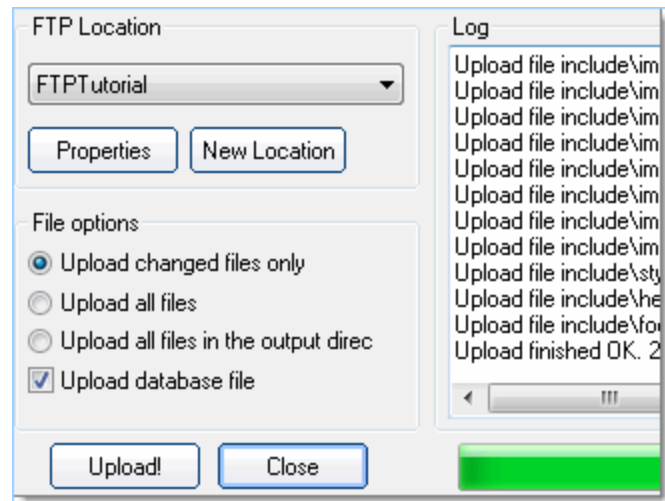 FTP Location
FTPTutorial
Properties
New Location
File options
Upload changed files only
Upload all files
Upload all files in the output direc
Upload database file
Upload!
Close
Log
Upload file include\im
Upload file include\im
Upload file include\im
Upload file include\im
Upload file include\im
Upload file include\im
Upload file include\im
Upload file include\im
Upload file include\sty
Upload file include\he
Upload file include\foo
Upload finished OK. 2